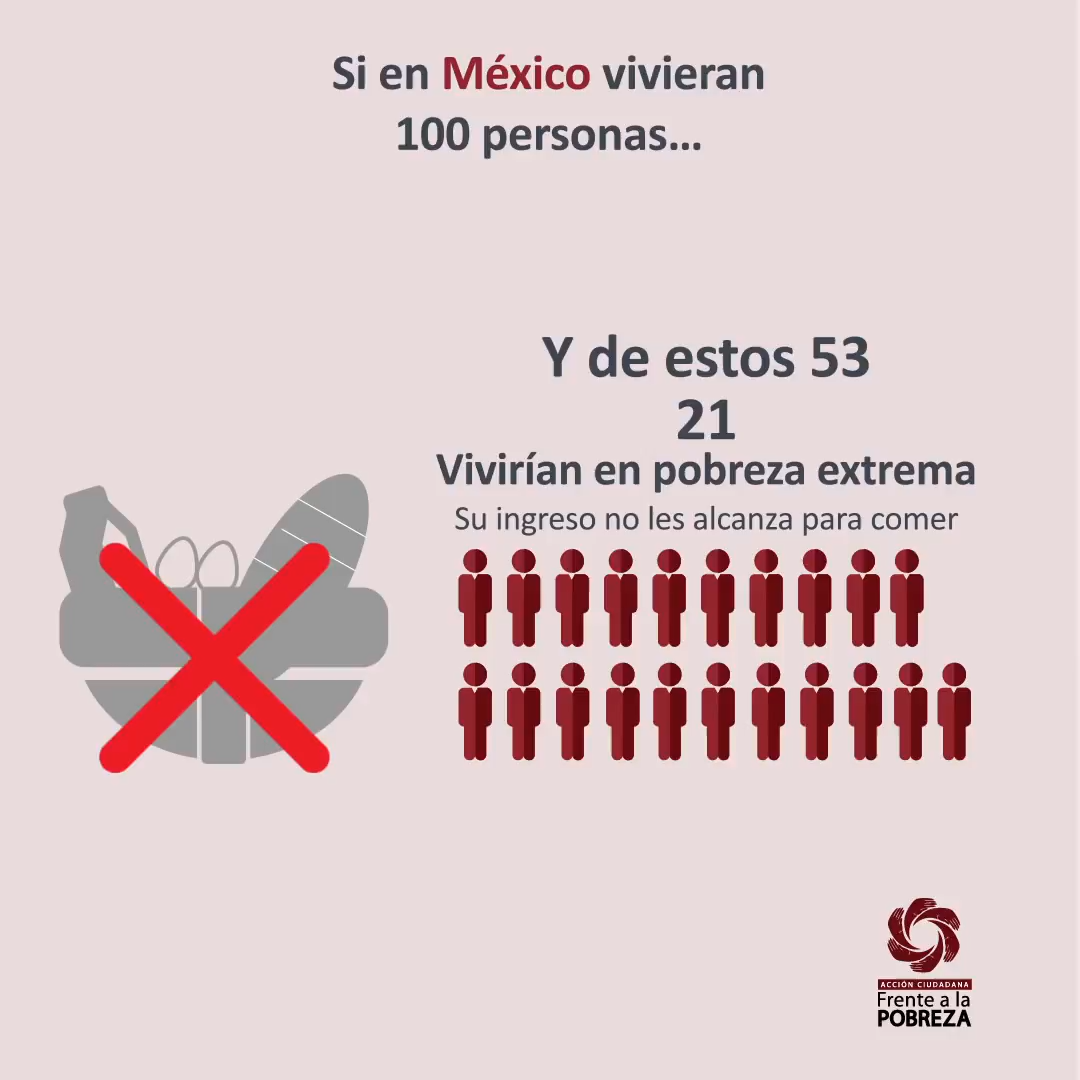 Si en México vivieran
100 personas...
Y de estos 53
21
Vivirían en pobreza extrema
Su ingreso no les alcanza para comer
ACCIÓN CIUDADANA
Frente a la
POBREZA